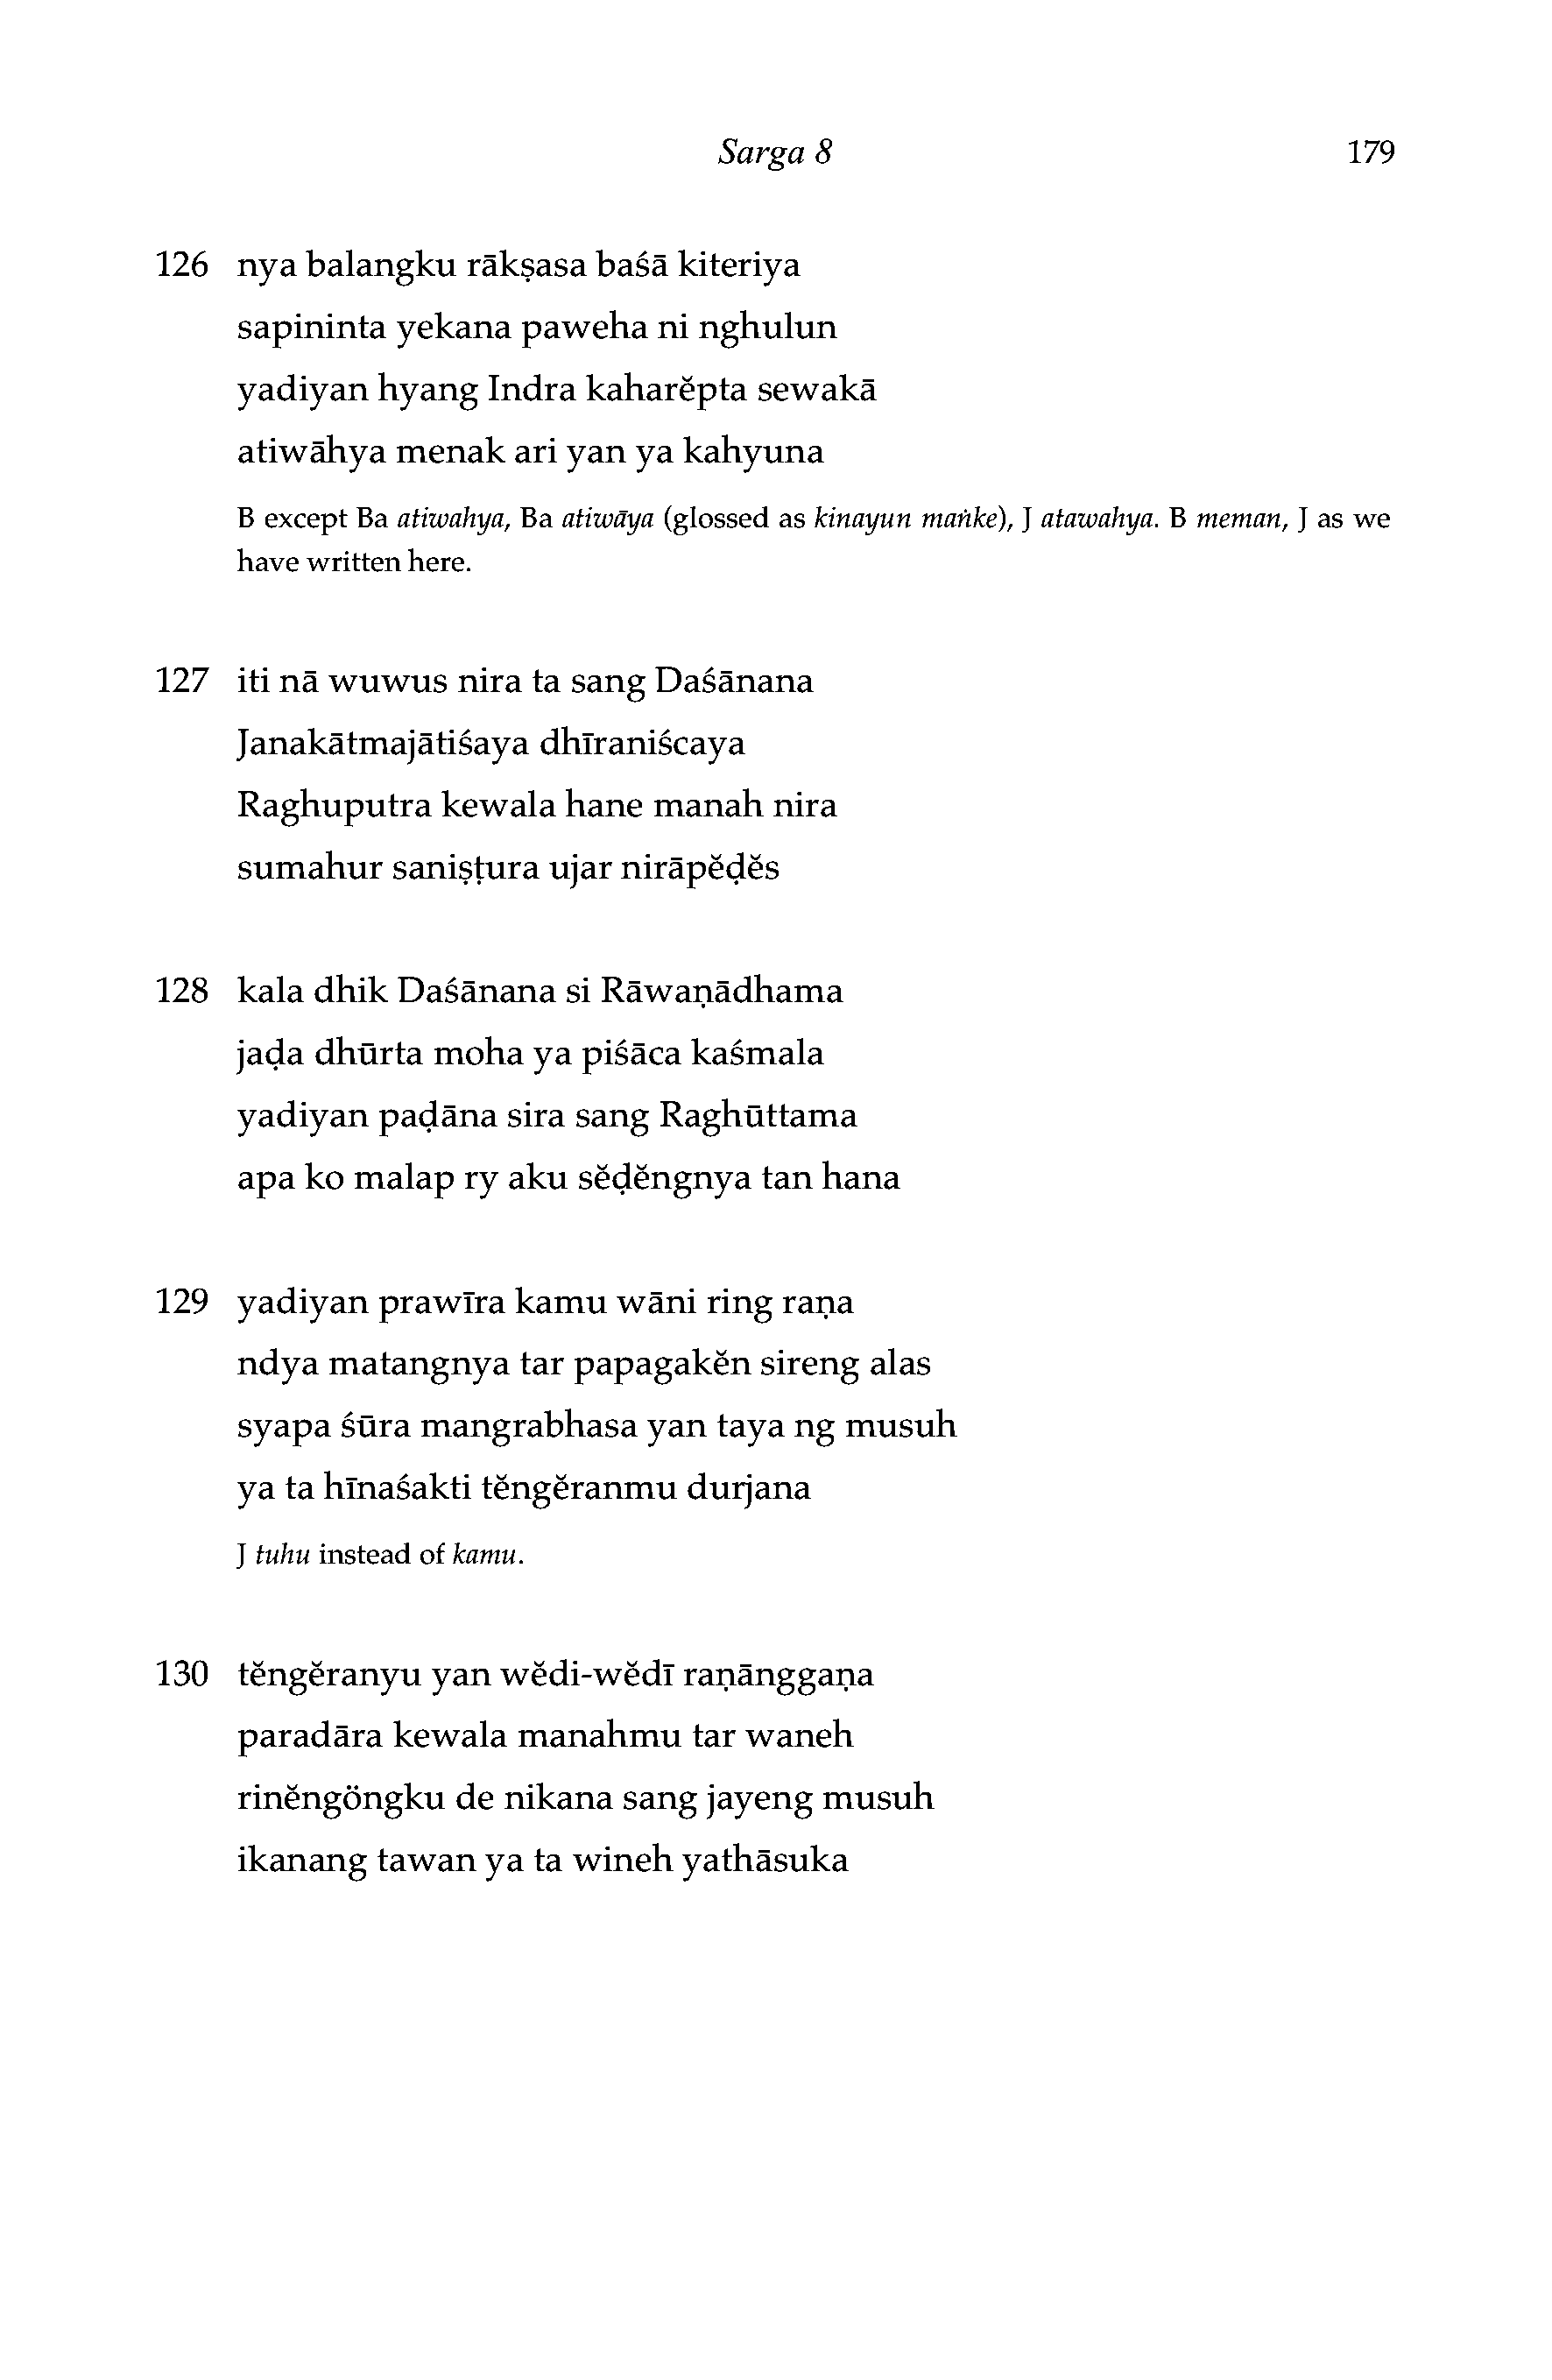 Sarga 8 179
126 nya balangku rākṣasa baśā kiteriya
sapininta yekana paweha ni nghulun
yadiyan hyang Indra kaharĕpta sewakā
atiwāhya menak ari yan ya kahyuna
B except Ba atiwahya, Ba atiwāya (glossed as kinayun maṅke), J atawahya. B meman, J as we
have written here.
127 iti nā wuwus nira ta sang Daśānana
Janakātmajātiśaya dhīraniścaya
Raghuputra kewala hane manah nira
sumahur saniṣṭura ujar nirāpĕḍĕs
128 kala dhik Daśānana si Rāwaṇādhama
jaḍa dhūrta moha ya piśāca kaśmala
yadiyan paḍāna sira sang Raghūttama
apa ko malap ry aku sĕḍĕngnya tan hana
129 yadiyan prawīra kamu wāni ring raṇa
ndya matangnya tar papagakĕn sireng alas
syapa śūra mangrabhasa yan taya ng musuh
ya ta hīnaśakti tĕngĕranmu durjana
J tuhu instead of kamu.
130 tĕngĕranyu yan wĕdi-wĕdī raṇānggaṇa
paradāra kewala manahmu tar waneh
rinĕngöngku de nikana sang jayeng musuh
ikanang tawan ya ta wineh yathāsuka